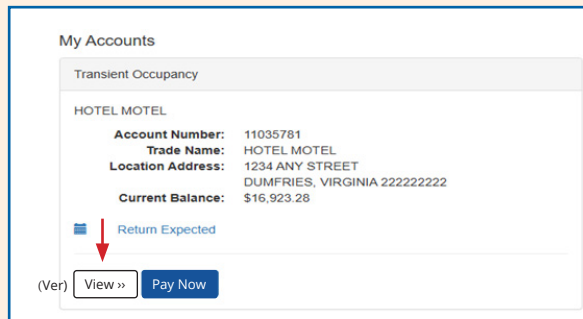 My Accounts
Transient Occupancy
HOTEL MOTEL
Account Number: 11035781
Trade Name: HOTEL MOTEL
Location Address: 1234 ANY STREET
DUMFRIES, VIRGINIA 222222222
Current Balance: $16,923.28
Return Expected
(Ver) View ›› Pay Now